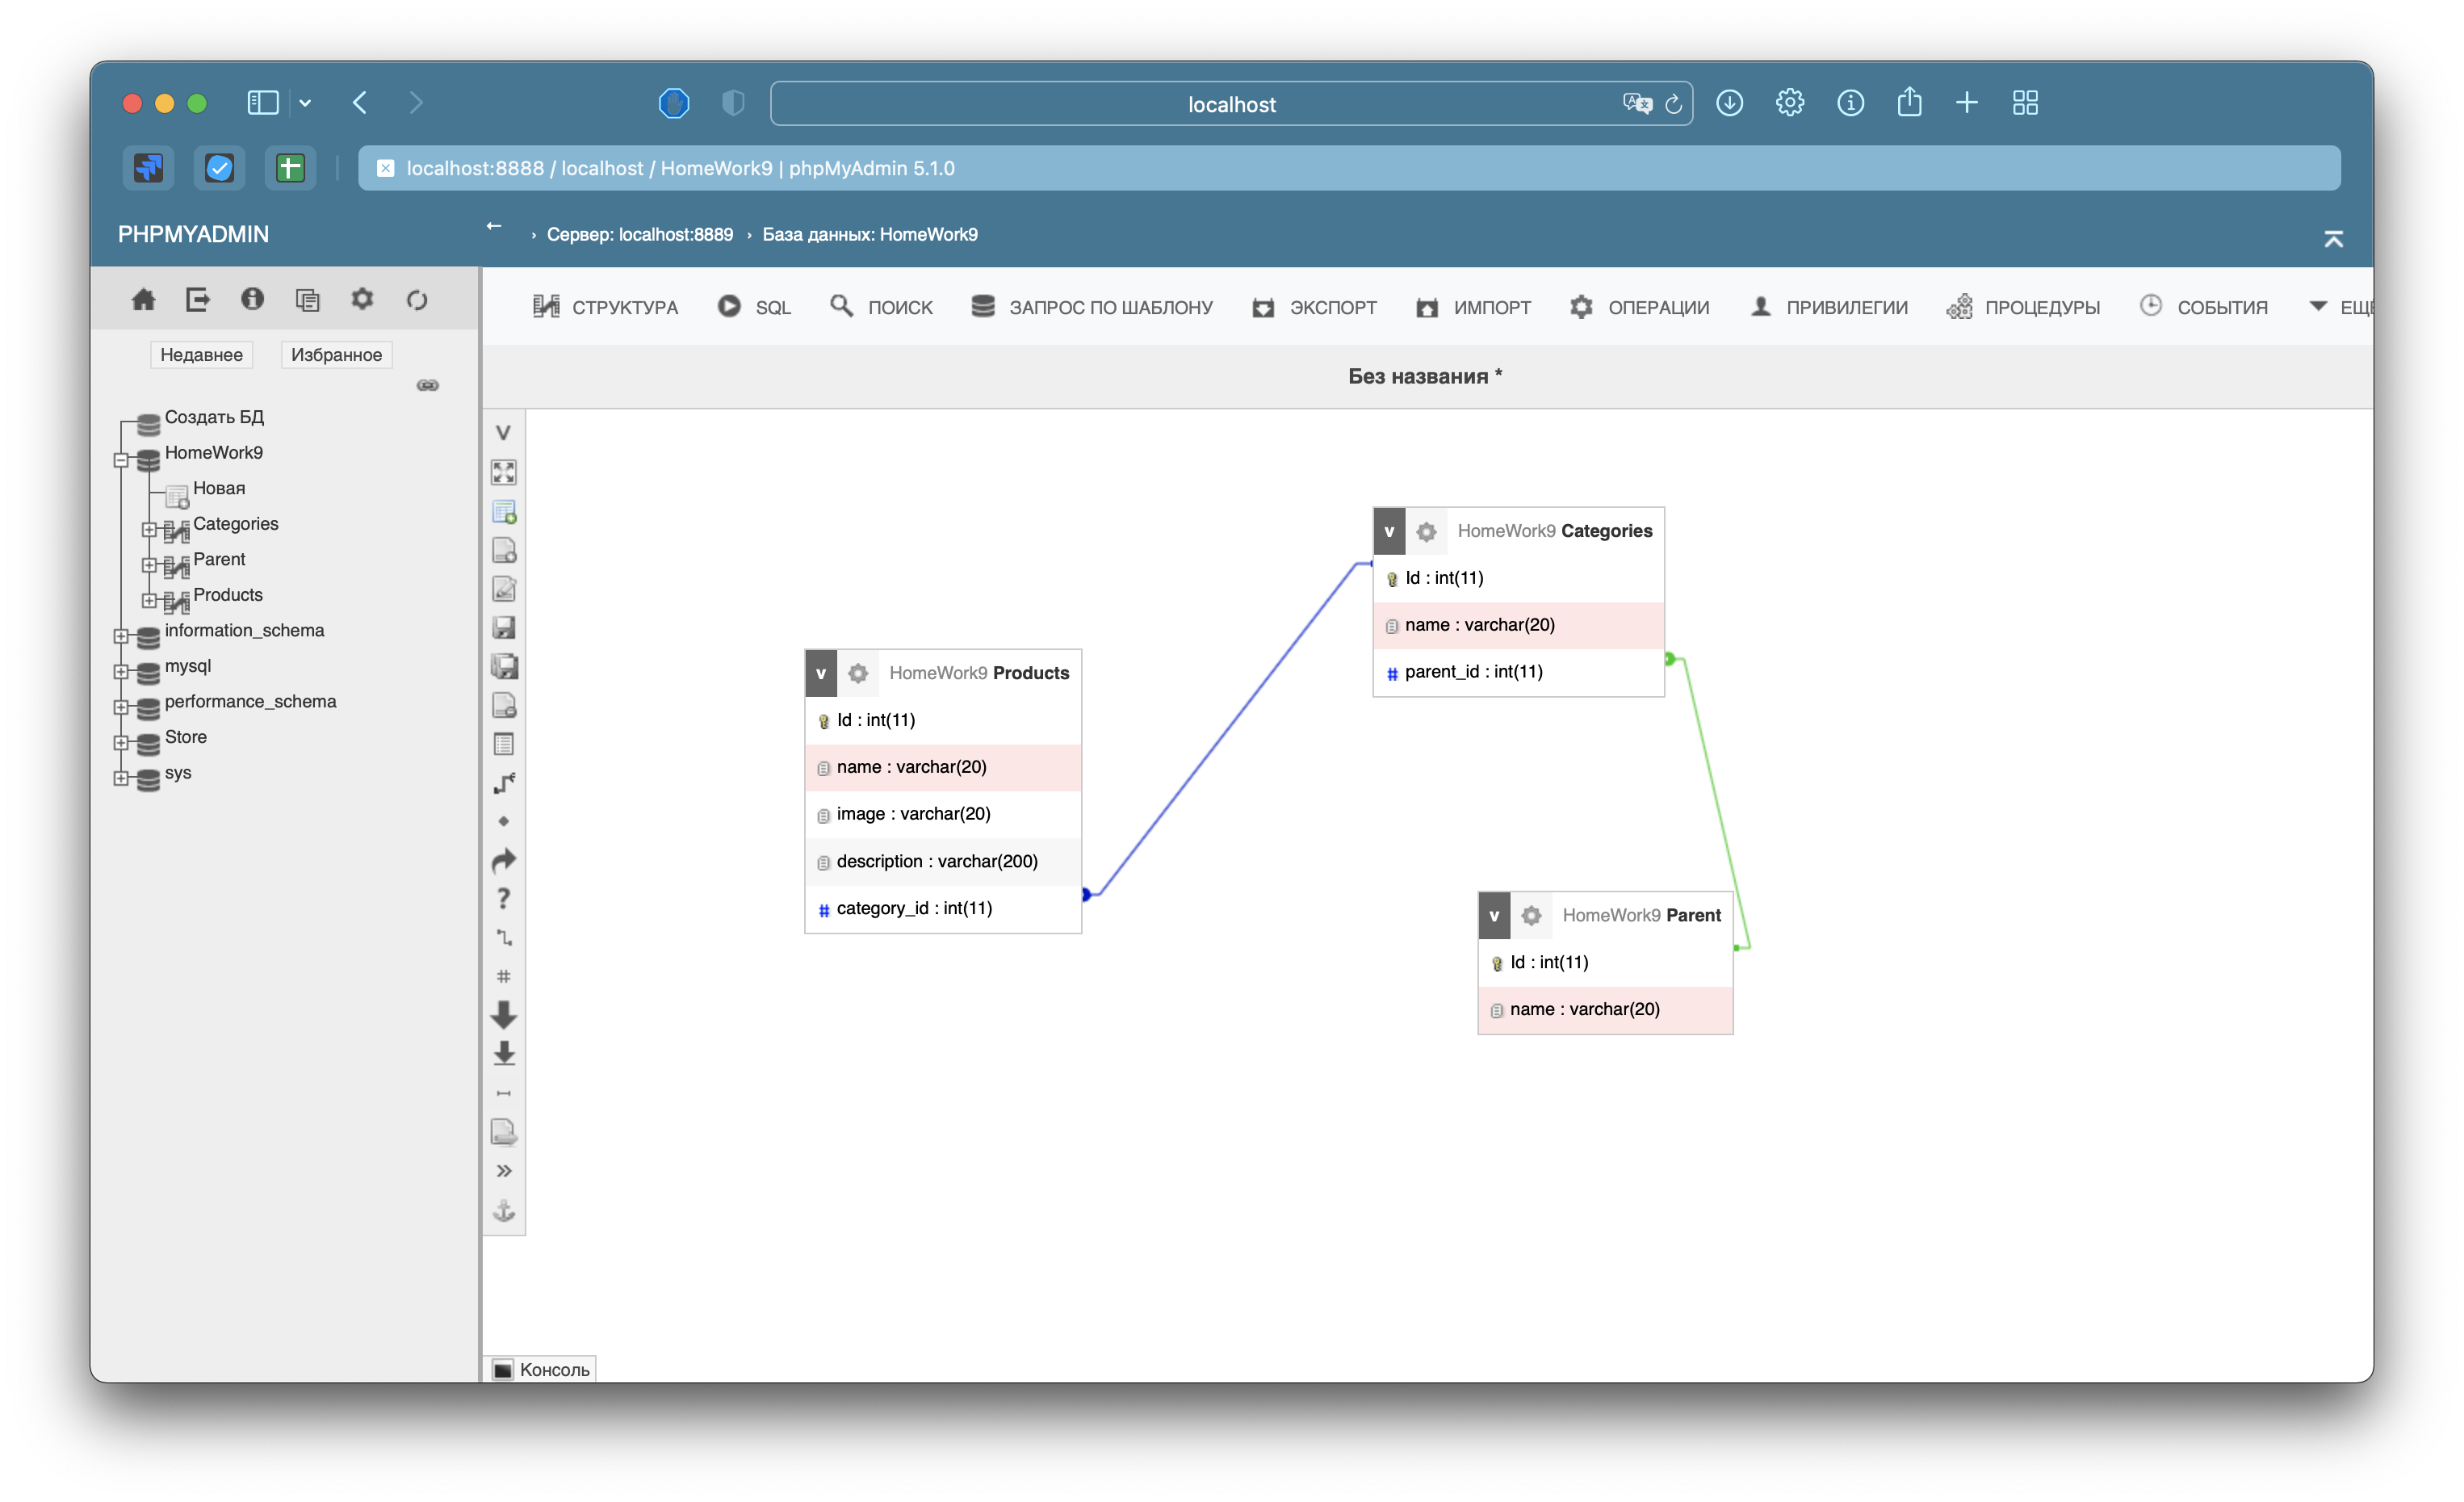 localhost
localhost:8888 / localhost / HomeWork9 | phpMyAdmin 5.1.0
PHPMYADMIN
← › Сервер: localhost:8889 › База данных: HomeWork9
СТРУКТУРА SQL ПОИСК ЗАПРОС ПО ШАБЛОНУ ЭКСПОРТ ИМПОРТ ОПЕРАЦИИ ПРИВИЛЕГИИ ПРОЦЕДУРЫ СОБЫТИЯ ЕЩЕ
Недавнее Избранное
Создать БД
HomeWork9
Новая
Categories
Parent
Products
information_schema
mysql
performance_schema
Store
sys
Без названия *
v HomeWork9 Categories
Id : int(11)
name : varchar(20)
# parent_id : int(11)
v HomeWork9 Products
Id : int(11)
name : varchar(20)
image : varchar(20)
description : varchar(200)
# category_id : int(11)
v HomeWork9 Parent
Id : int(11)
name : varchar(20)
Консоль